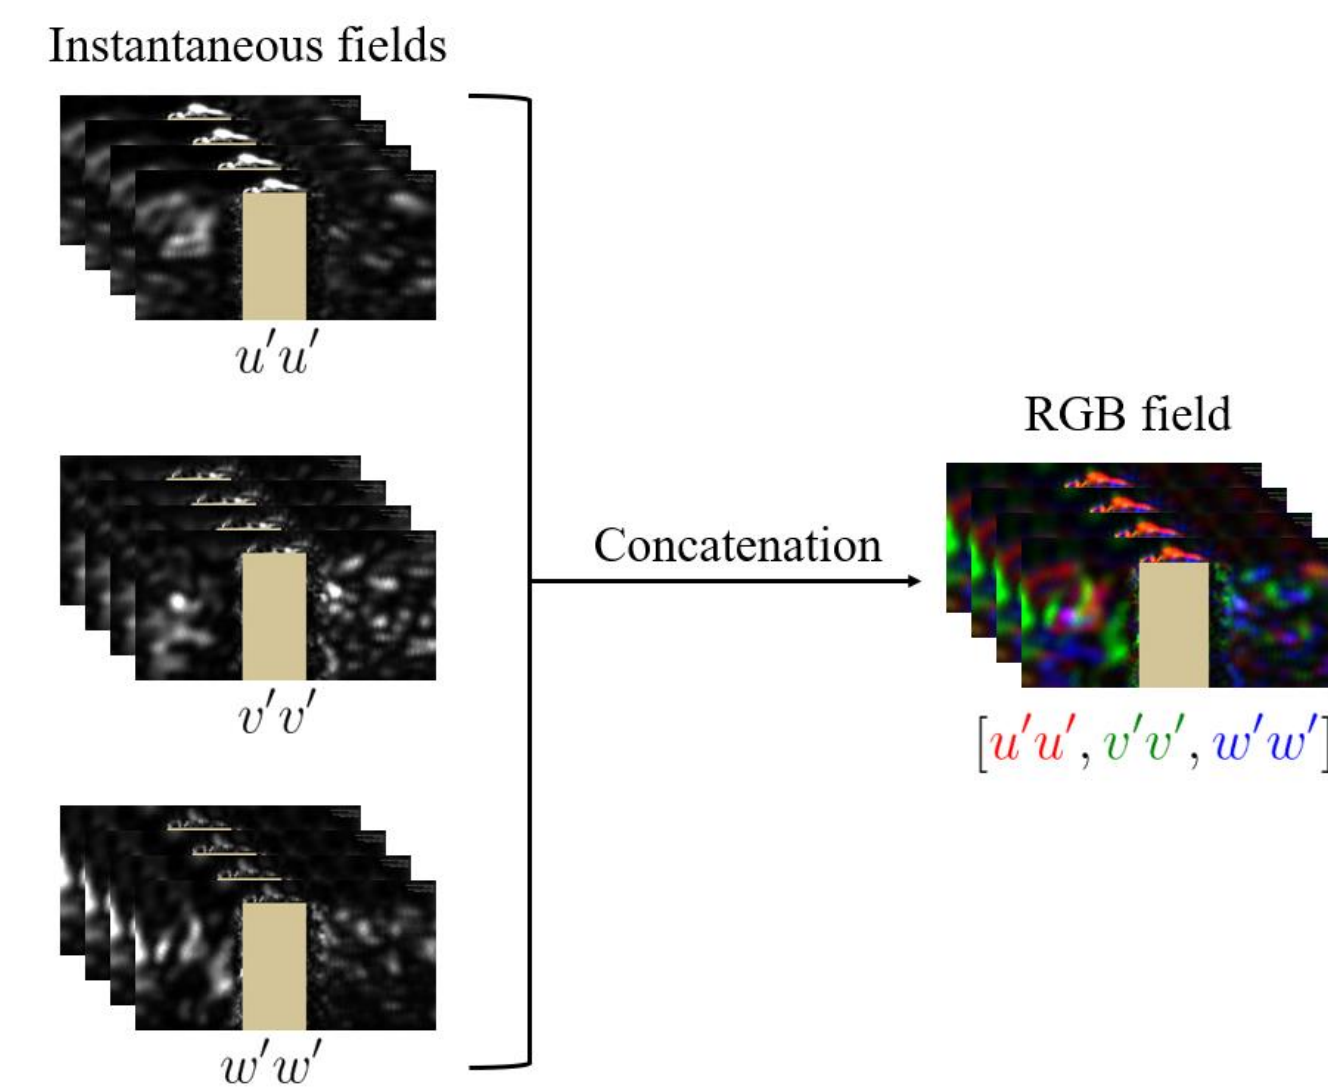 Instantaneous fields
u′u′
v′v′
w′w′
Concatenation
RGB field
[u′u′, v′v′, w′w′]